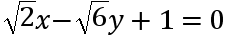 √2x−√6y + 1 = 0